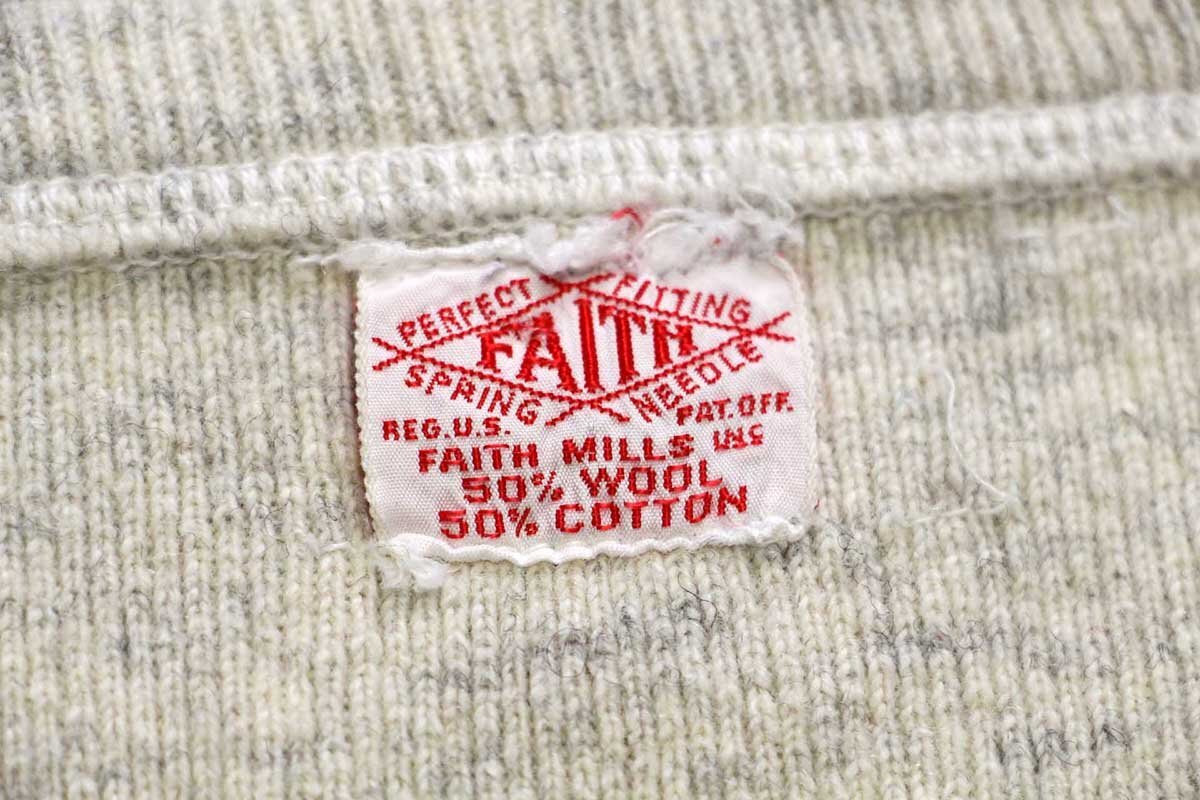 PERFECT FITTING
FAITH
SPRING NEEDLE
REG. U.S. PAT. OFF.
FAITH MILLS INC
50% WOOL
50% COTTON